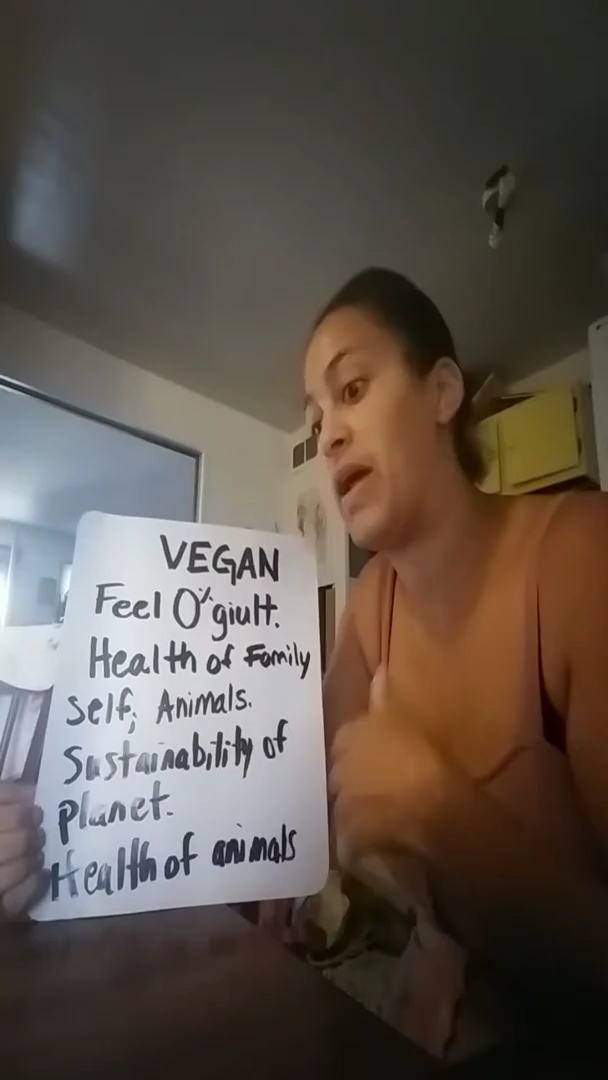 VEGAN
Feel 0% giult.
Health of Family
Self; Animals.
Sustainability of
planet.
Health of animals